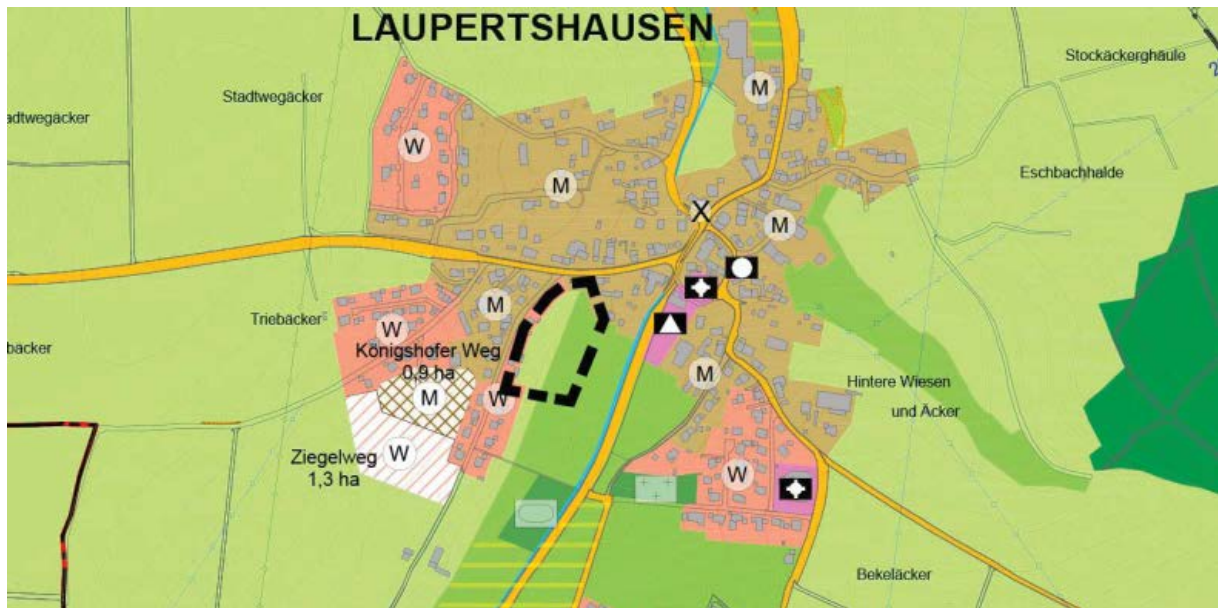 LAUPERTSHAUSEN
Stockäckerghäule
M
Stadtwegäcker
adtwegäcker
W
Eschbachhalde
M
X
M
M
Triebäcker
W
bäcker
Königshofer Weg
0,9 ha
M
Hintere Wiesen
und Äcker
M
W
Ziegelweg
1,3 ha
W
W
Bekeläcker